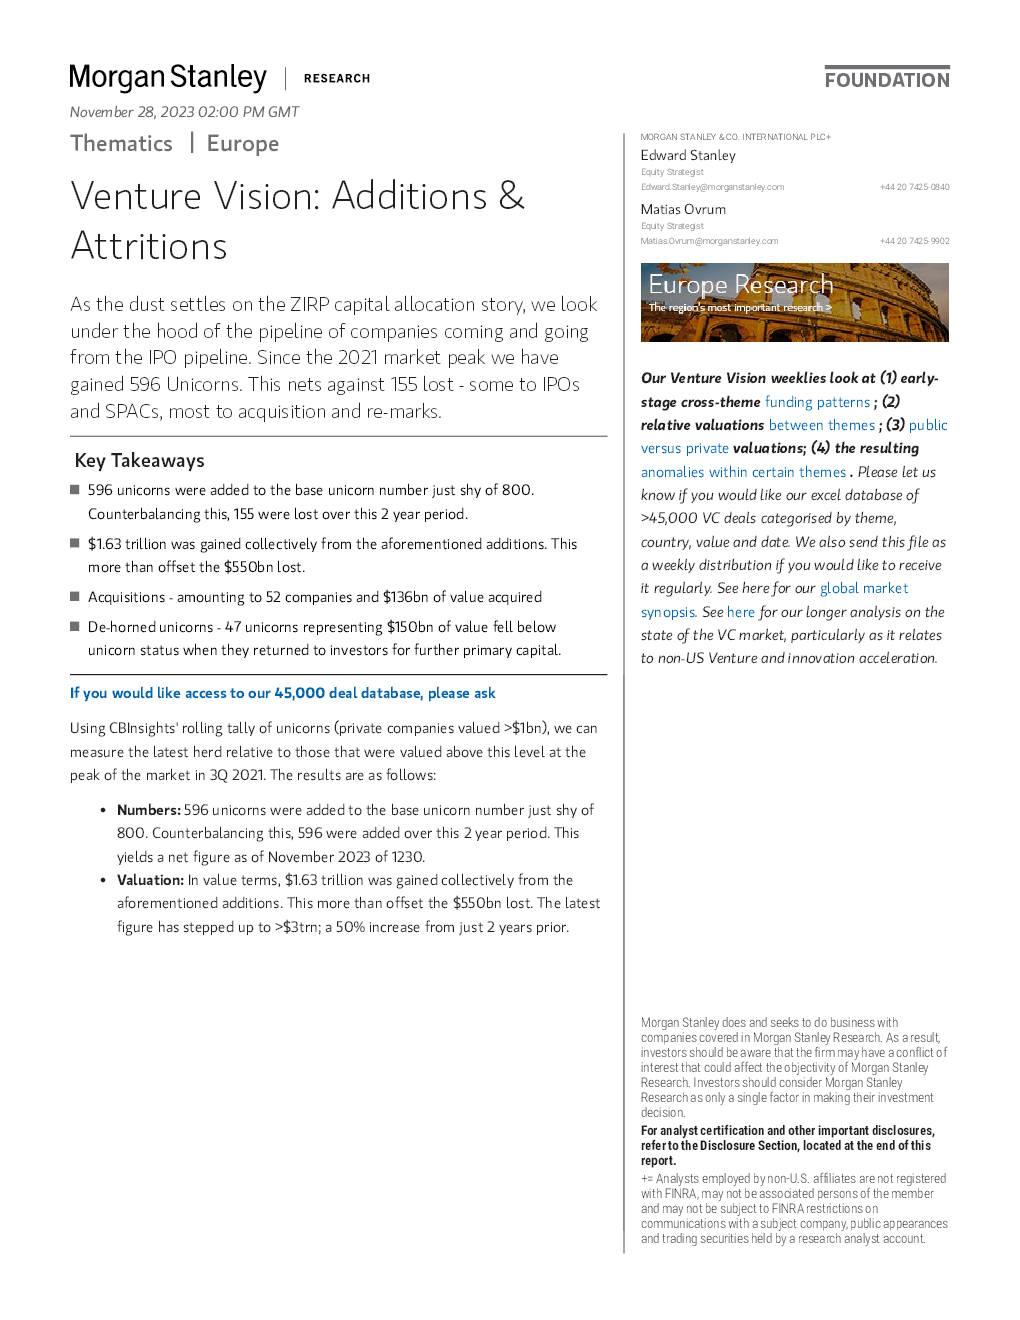 Morgan Stanley | RESEARCH
FOUNDATION
November 28, 2023 02:00 PM GMT
Thematics | Europe
Venture Vision: Additions &
Attritions
As the dust settles on the ZIRP capital allocation story, we look
under the hood of the pipeline of companies coming and going
from the IPO pipeline. Since the 2021 market peak we have
gained 596 Unicorns. This nets against 155 lost - some to IPOs
and SPACs, most to acquisition and re-marks.
Key Takeaways
596 unicorns were added to the base unicorn number just shy of 800.
Counterbalancing this, 155 were lost over this 2 year period.
$1.63 trillion was gained collectively from the aforementioned additions. This
more than offset the $550bn lost.
Acquisitions - amounting to 52 companies and $136bn of value acquired
De-horned unicorns - 47 unicorns representing $150bn of value fell below
unicorn status when they returned to investors for further primary capital.
If you would like access to our 45,000 deal database, please ask
Using CBInsights' rolling tally of unicorns (private companies valued >$1bn), we can
measure the latest herd relative to those that were valued above this level at the
peak of the market in 3Q 2021. The results are as follows:
• Numbers: 596 unicorns were added to the base unicorn number just shy of
800. Counterbalancing this, 596 were added over this 2 year period. This
yields a net figure as of November 2023 of 1230.
• Valuation: In value terms, $1.63 trillion was gained collectively from the
aforementioned additions. This more than offset the $550bn lost. The latest
figure has stepped up to >$3trn; a 50% increase from just 2 years prior.
MORGAN STANLEY & CO. INTERNATIONAL PLC+
Edward Stanley
Equity Strategist
Edward.Stanley@morganstanley.com +44 20 7425-0840
Matias Ovrum
Equity Strategist
Matias.Ovrum@morganstanley.com +44 20 7425-9902
Europe Research
The region's most important research >
Our Venture Vision weeklies look at (1) early-
stage cross-theme funding patterns ; (2)
relative valuations between themes ; (3) public
versus private valuations; (4) the resulting
anomalies within certain themes . Please let us
know if you would like our excel database of
>45,000 VC deals categorised by theme,
country, value and date. We also send this file as
a weekly distribution if you would like to receive
it regularly. See here for our global market
synopsis. See here for our longer analysis on the
state of the VC market, particularly as it relates
to non-US Venture and innovation acceleration.
Morgan Stanley does and seeks to do business with
companies covered in Morgan Stanley Research. As a result,
investors should be aware that the firm may have a conflict of
interest that could affect the objectivity of Morgan Stanley
Research. Investors should consider Morgan Stanley
Research as only a single factor in making their investment
decision.
For analyst certification and other important disclosures,
refer to the Disclosure Section, located at the end of this
report.
+= Analysts employed by non-U.S. affiliates are not registered
with FINRA, may not be associated persons of the member
and may not be subject to FINRA restrictions on
communications with a subject company, public appearances
and trading securities held by a research analyst account.